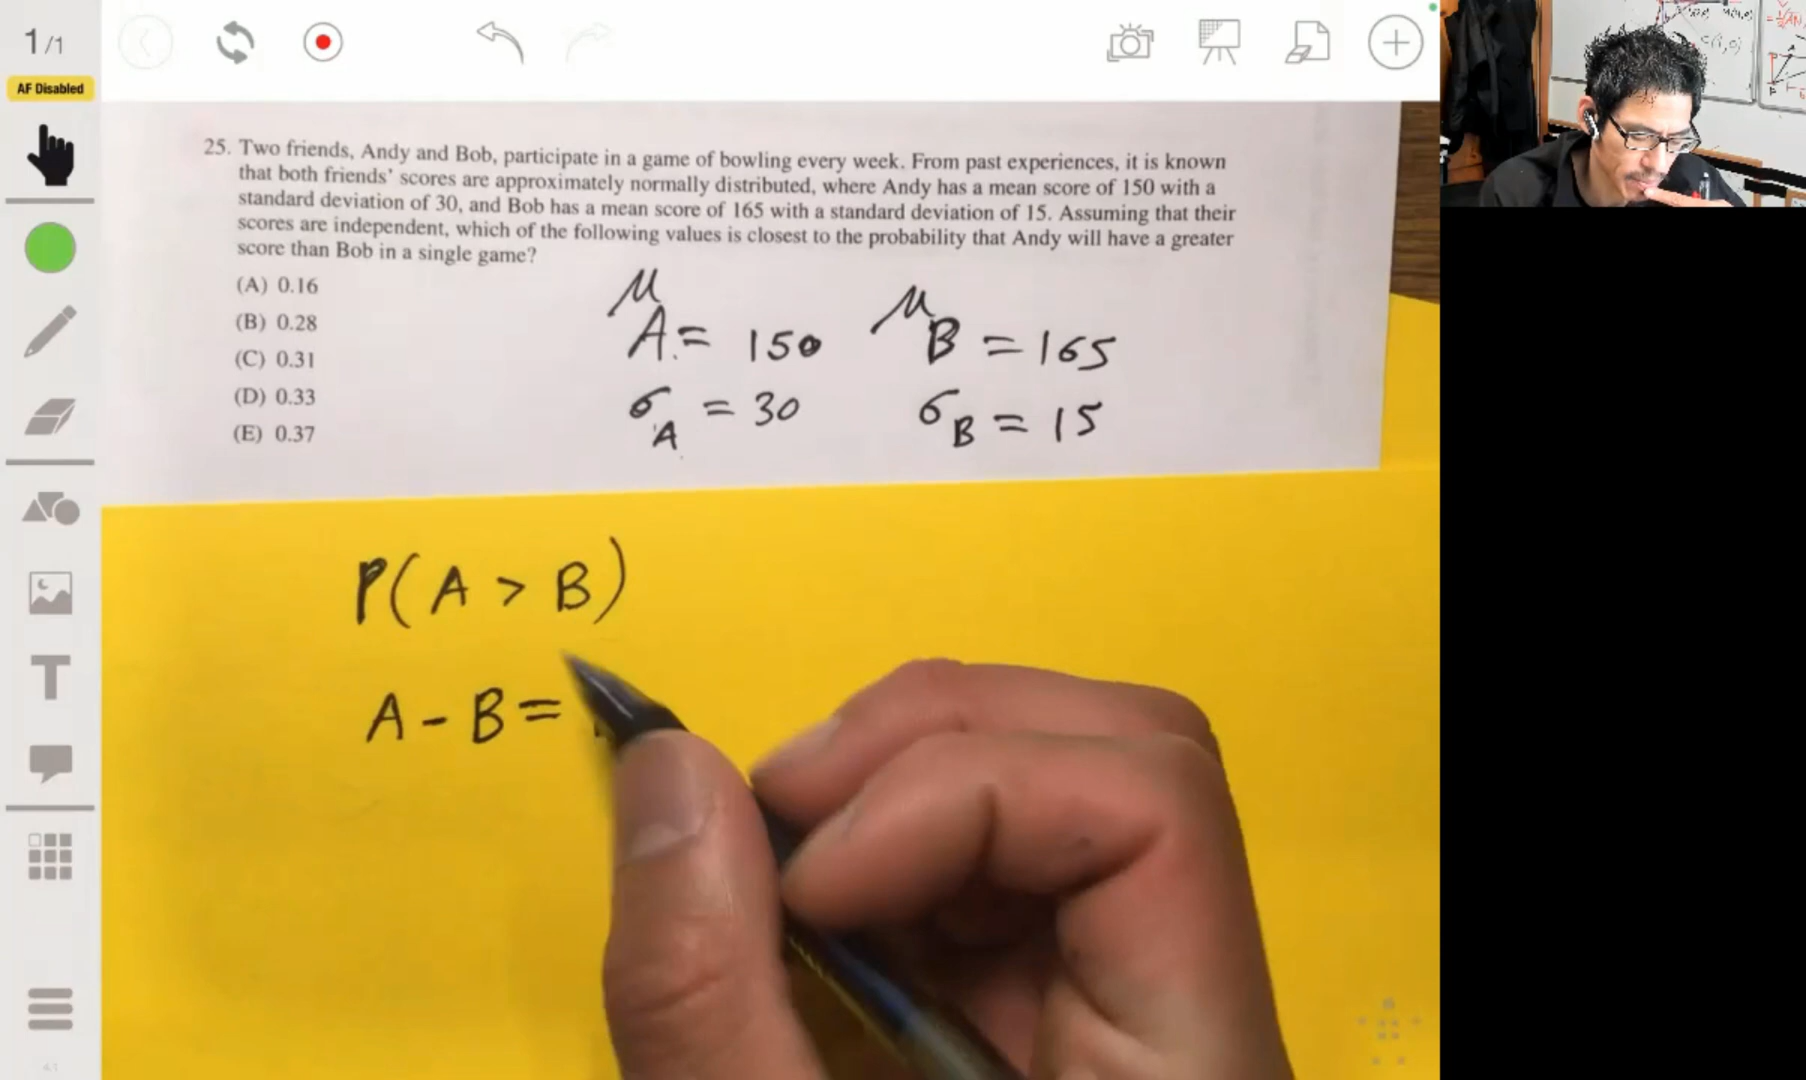 1/1
AF Disabled
25. Two friends, Andy and Bob, participate in a game of bowling every week. From past experiences, it is known
that both friends' scores are approximately normally distributed, where Andy has a mean score of 150 with a
standard deviation of 30, and Bob has a mean score of 165 with a standard deviation of 15. Assuming that their
scores are independent, which of the following values is closest to the probability that Andy will have a greater
score than Bob in a single game?
(A) 0.16
(B) 0.28
(C) 0.31
(D) 0.33
(E) 0.37
μ A = 150
μ B = 165
σ A = 30
σ B = 15
P(A > B)
A - B =
T
C(1,0)